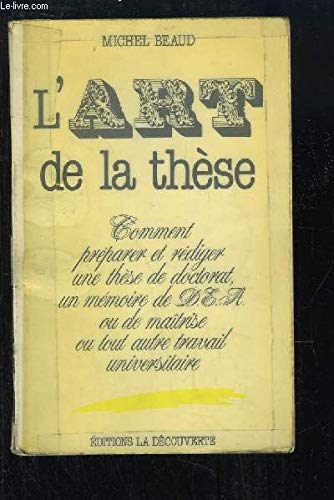 Le-livre.com
MICHEL BEAUD
L'ART
de la thèse
Comment
préparer et rédiger
une thèse de doctorat,
un mémoire de D.E.A.
ou de maîtrise
ou tout autre travail
universitaire
ÉDITIONS LA DÉCOUVERTE